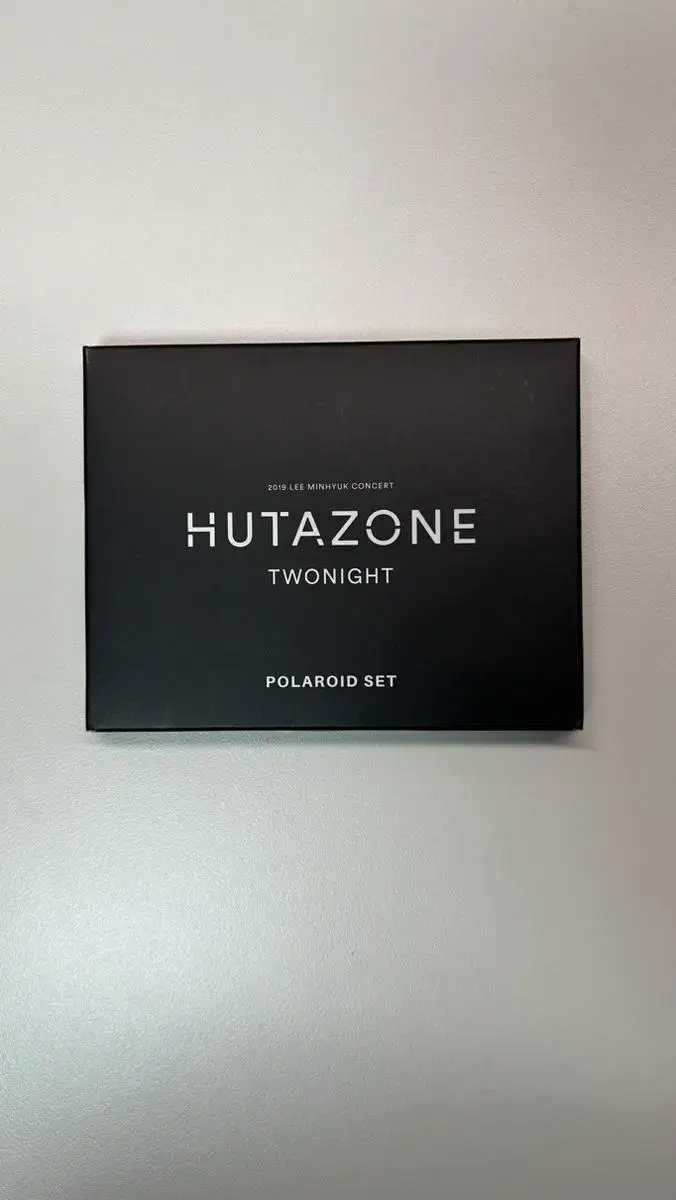 2019 LEE MINHYUK CONCERT
HUTAZONE
TWONIGHT
POLAROID SET